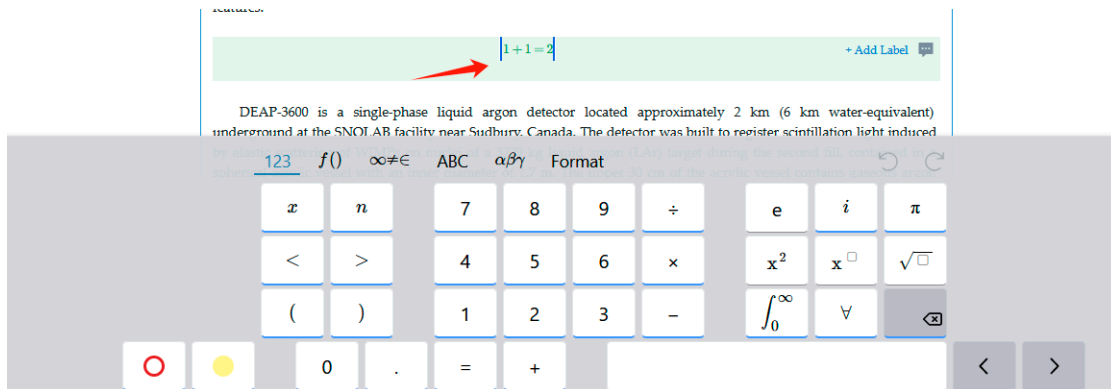 features.
1+1=2
+ Add Label
DEAP-3600 is a single-phase liquid argon detector located approximately 2 km (6 km water-equivalent)
underground at the SNOLAB facility near Sudbury, Canada. The detector was built to register scintillation light induced
123 f() ∞≠∈ ABC αβγ Format
x n 7 8 9 ÷ e i π
< > 4 5 6 × x² x^□ √□
( ) 1 2 3 − ∫₀^∞ ∀
0 . = + < >